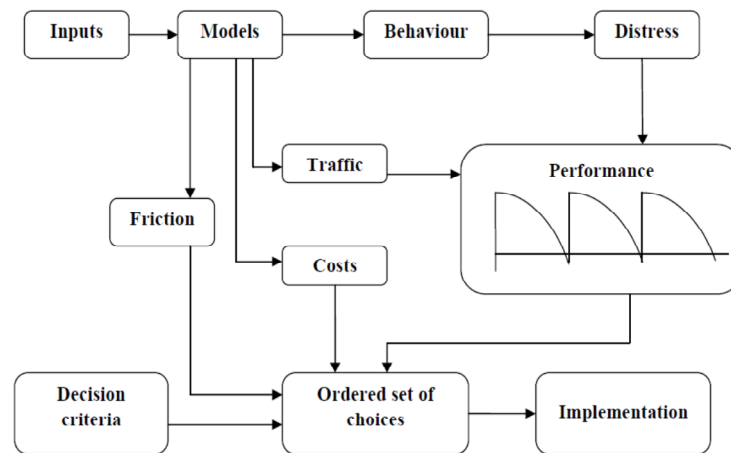 Inputs
Models
Behaviour
Distress
Traffic
Performance
Friction
Costs
Decision
criteria
Ordered set of
choices
Implementation